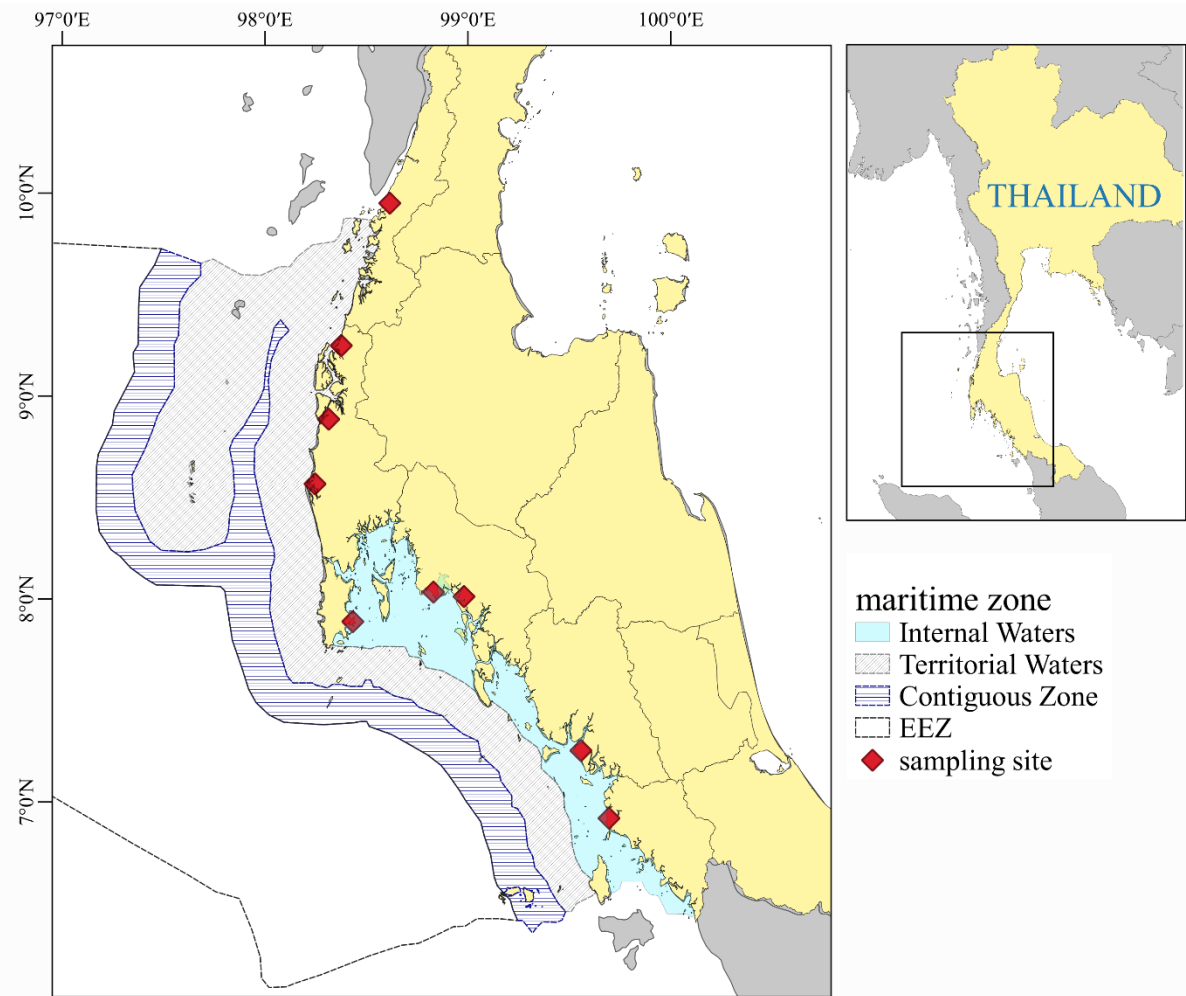 97°0'E 98°0'E 99°0'E 100°0'E
10°0'N
9°0'N
8°0'N
7°0'N
THAILAND
maritime zone
Internal Waters
Territorial Waters
Contiguous Zone
EEZ
sampling site